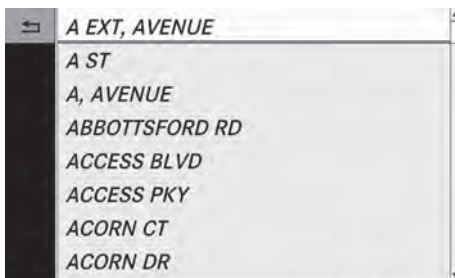 A EXT, AVENUE
A ST
A, AVENUE
ABBOTTSFORD RD
ACCESS BLVD
ACCESS PKY
ACORN CT
ACORN DR